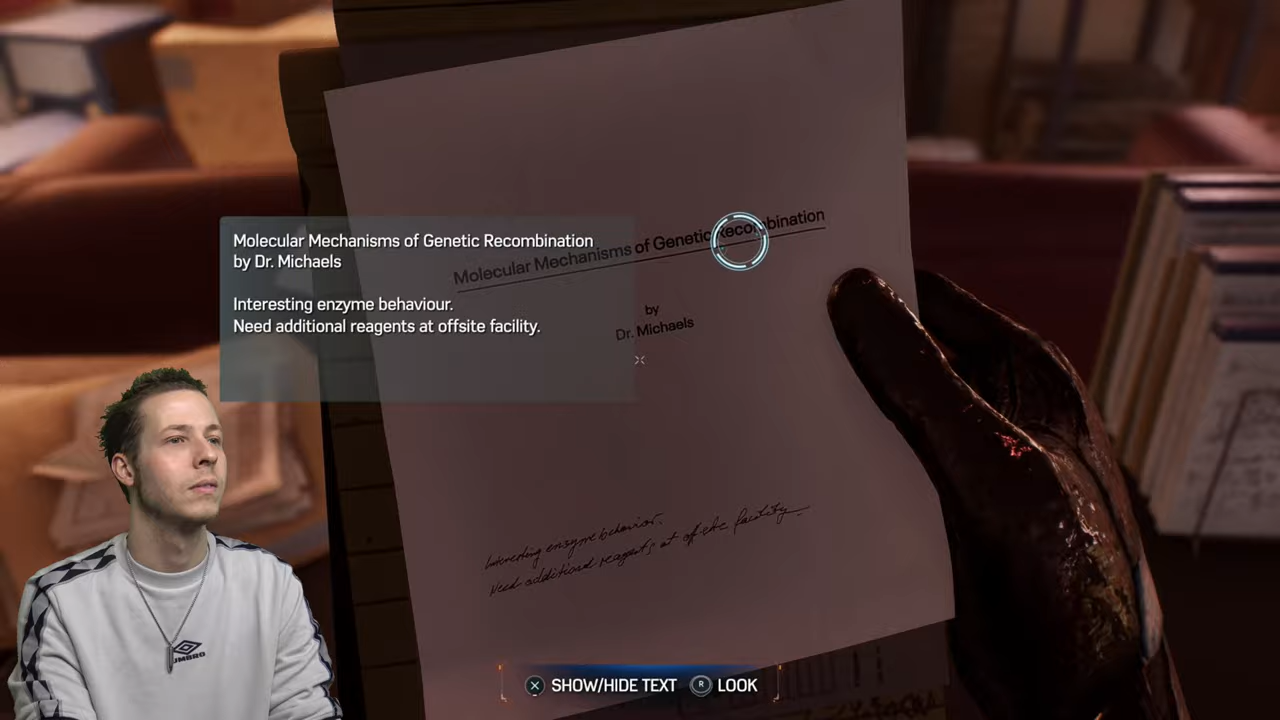 Molecular Mechanisms of Genetic Recombination
by Dr. Michaels
Interesting enzyme behaviour.
Need additional reagents at offsite facility.
Molecular Mechanisms of Genetic Recombination
by
Dr. Michaels
Interesting enzyme behavior.
Need additional reagents at off-site facility.
UMBRO
SHOW/HIDE TEXT R LOOK